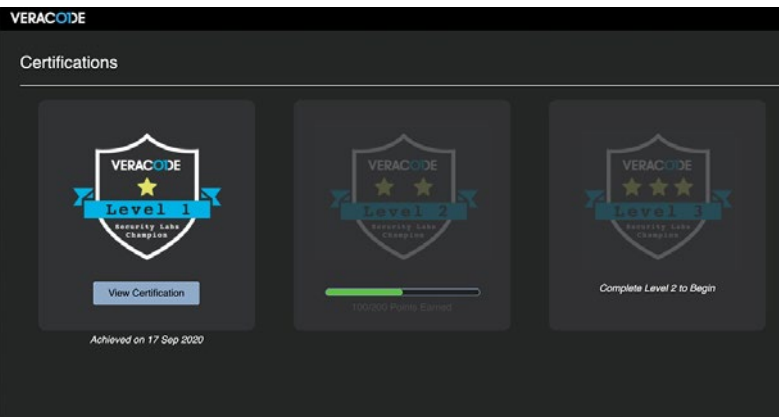 VERACODE
Certifications
VERACODE
Level 1
Security Labs
Champion
View Certification
Achieved on 17 Sep 2020
VERACODE
Level 2
Security Labs
Champion
100/200 Points Earned
VERACODE
Level 3
Security Labs
Champion
Complete Level 2 to Begin